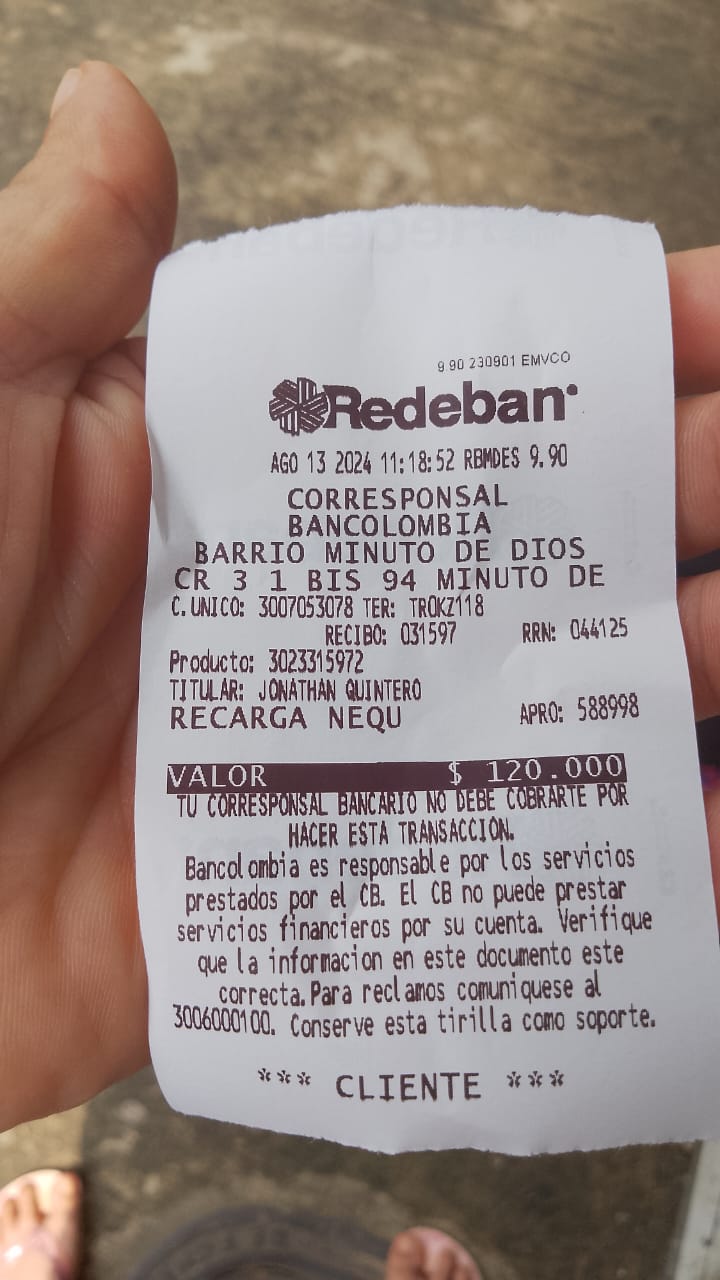 9.90 230901 EMVCO
Redeban
AGO 13 2024 11:18:52 RBMDES 9.90
CORRESPONSAL
BANCOLOMBIA
BARRIO MINUTO DE DIOS
CR 3 1 BIS 94 MINUTO DE
C. UNICO: 3007053078 TER: TROKZ118
RECIBO: 031597 RRN: 044125
Producto: 3023315972
TITULAR: JONATHAN QUINTERO
RECARGA NEQU APRO: 588998
VALOR $ 120.000
TU CORRESPONSAL BANCARIO NO DEBE COBRARTE POR
HACER ESTA TRANSACCION.
Bancolombia es responsable por los servicios
prestados por el CB. El CB no puede prestar
servicios financieros por su cuenta. Verifique
que la informacion en este documento este
correcta. Para reclamos comuniquese al
3006000100. Conserve esta tirilla como soporte.
*** CLIENTE ***